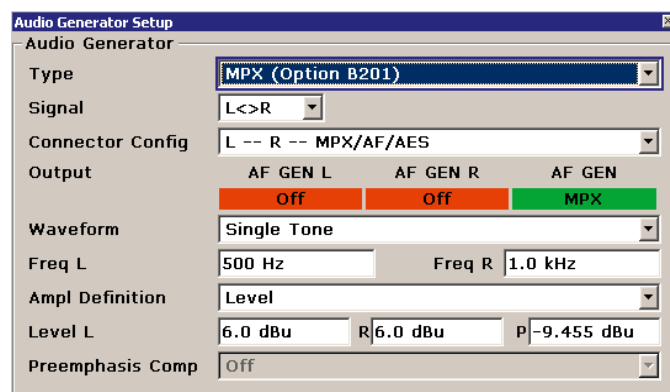 Audio Generator Setup
Audio Generator
Type MPX (Option B201)
Signal L<>R
Connector Config L -- R -- MPX/AF/AES
Output AF GEN L AF GEN R AF GEN
Off Off MPX
Waveform Single Tone
Freq L 500 Hz Freq R 1.0 kHz
Ampl Definition Level
Level L 6.0 dBu R 6.0 dBu P -9.455 dBu
Preemphasis Comp Off